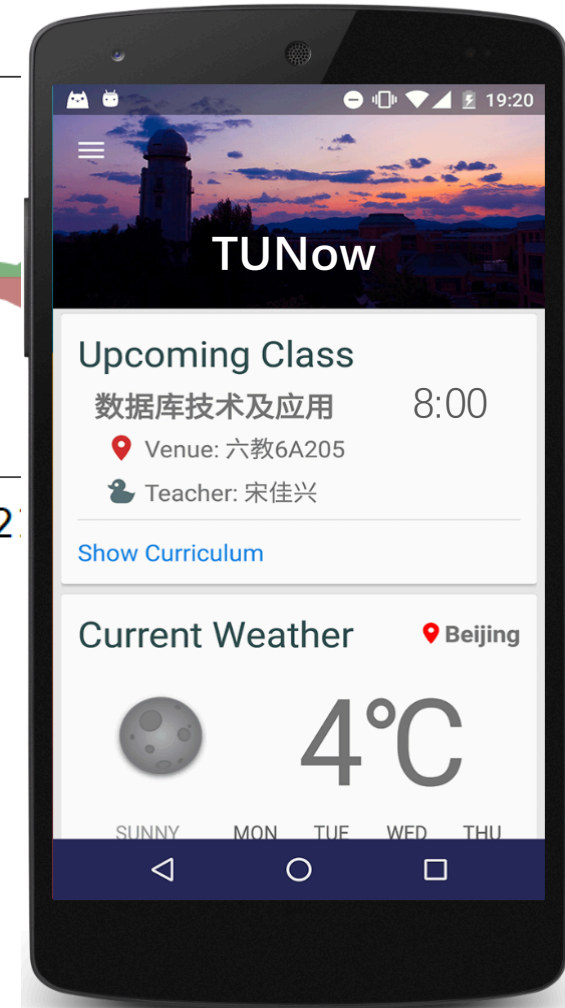 19:20
TUNow
Upcoming Class
数据库技术及应用 8:00
Venue: 六教6A205
Teacher: 宋佳兴
Show Curriculum
Current Weather Beijing
4℃
SUNNY MON TUE WED THU
2